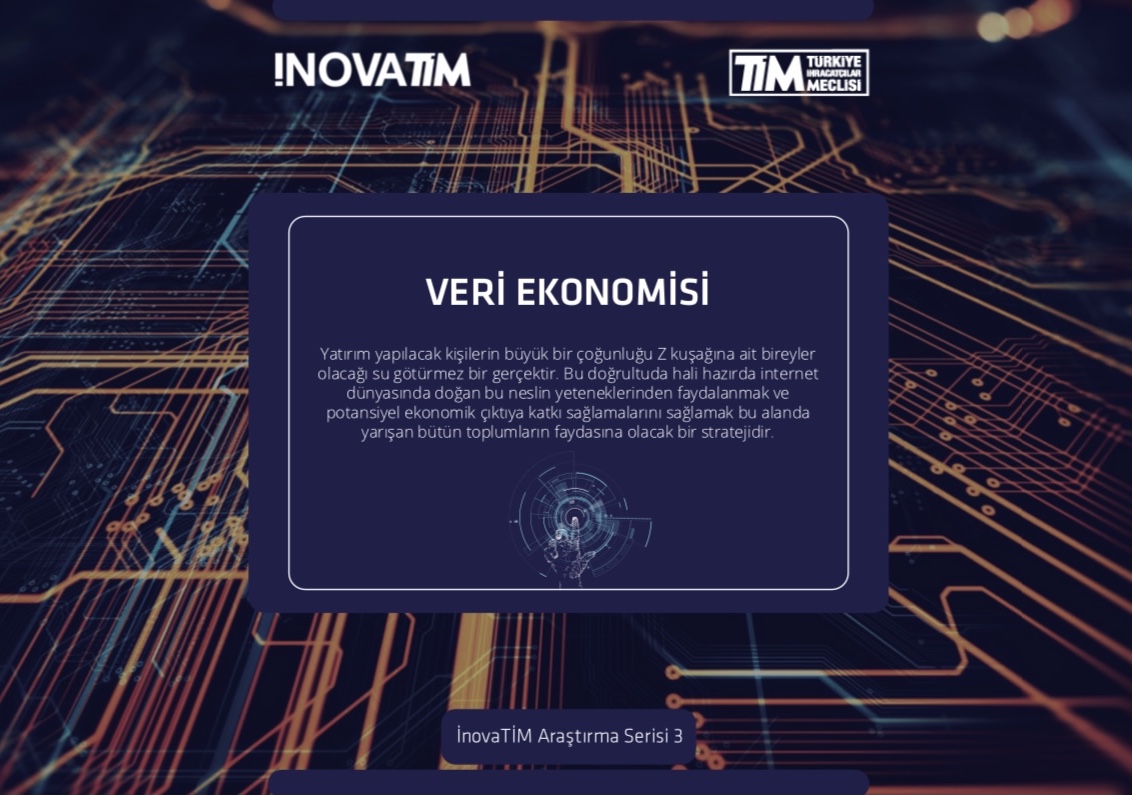 İNOVATİM
TİM TÜRKİYE
İHRACATÇILAR
MECLİSİ
VERİ EKONOMİSİ
Yatırım yapılacak kişilerin büyük bir çoğunluğu Z kuşağına ait bireyler
olacağı su götürmez bir gerçektir. Bu doğrultuda hali hazırda internet
dünyasında doğan bu neslin yeteneklerinden faydalanmak ve
potansiyel ekonomik çıktıya katkı sağlamalarını sağlamak bu alanda
yarışan bütün toplumların faydasına olacak bir stratejidir.
İnovaTİM Araştırma Serisi 3